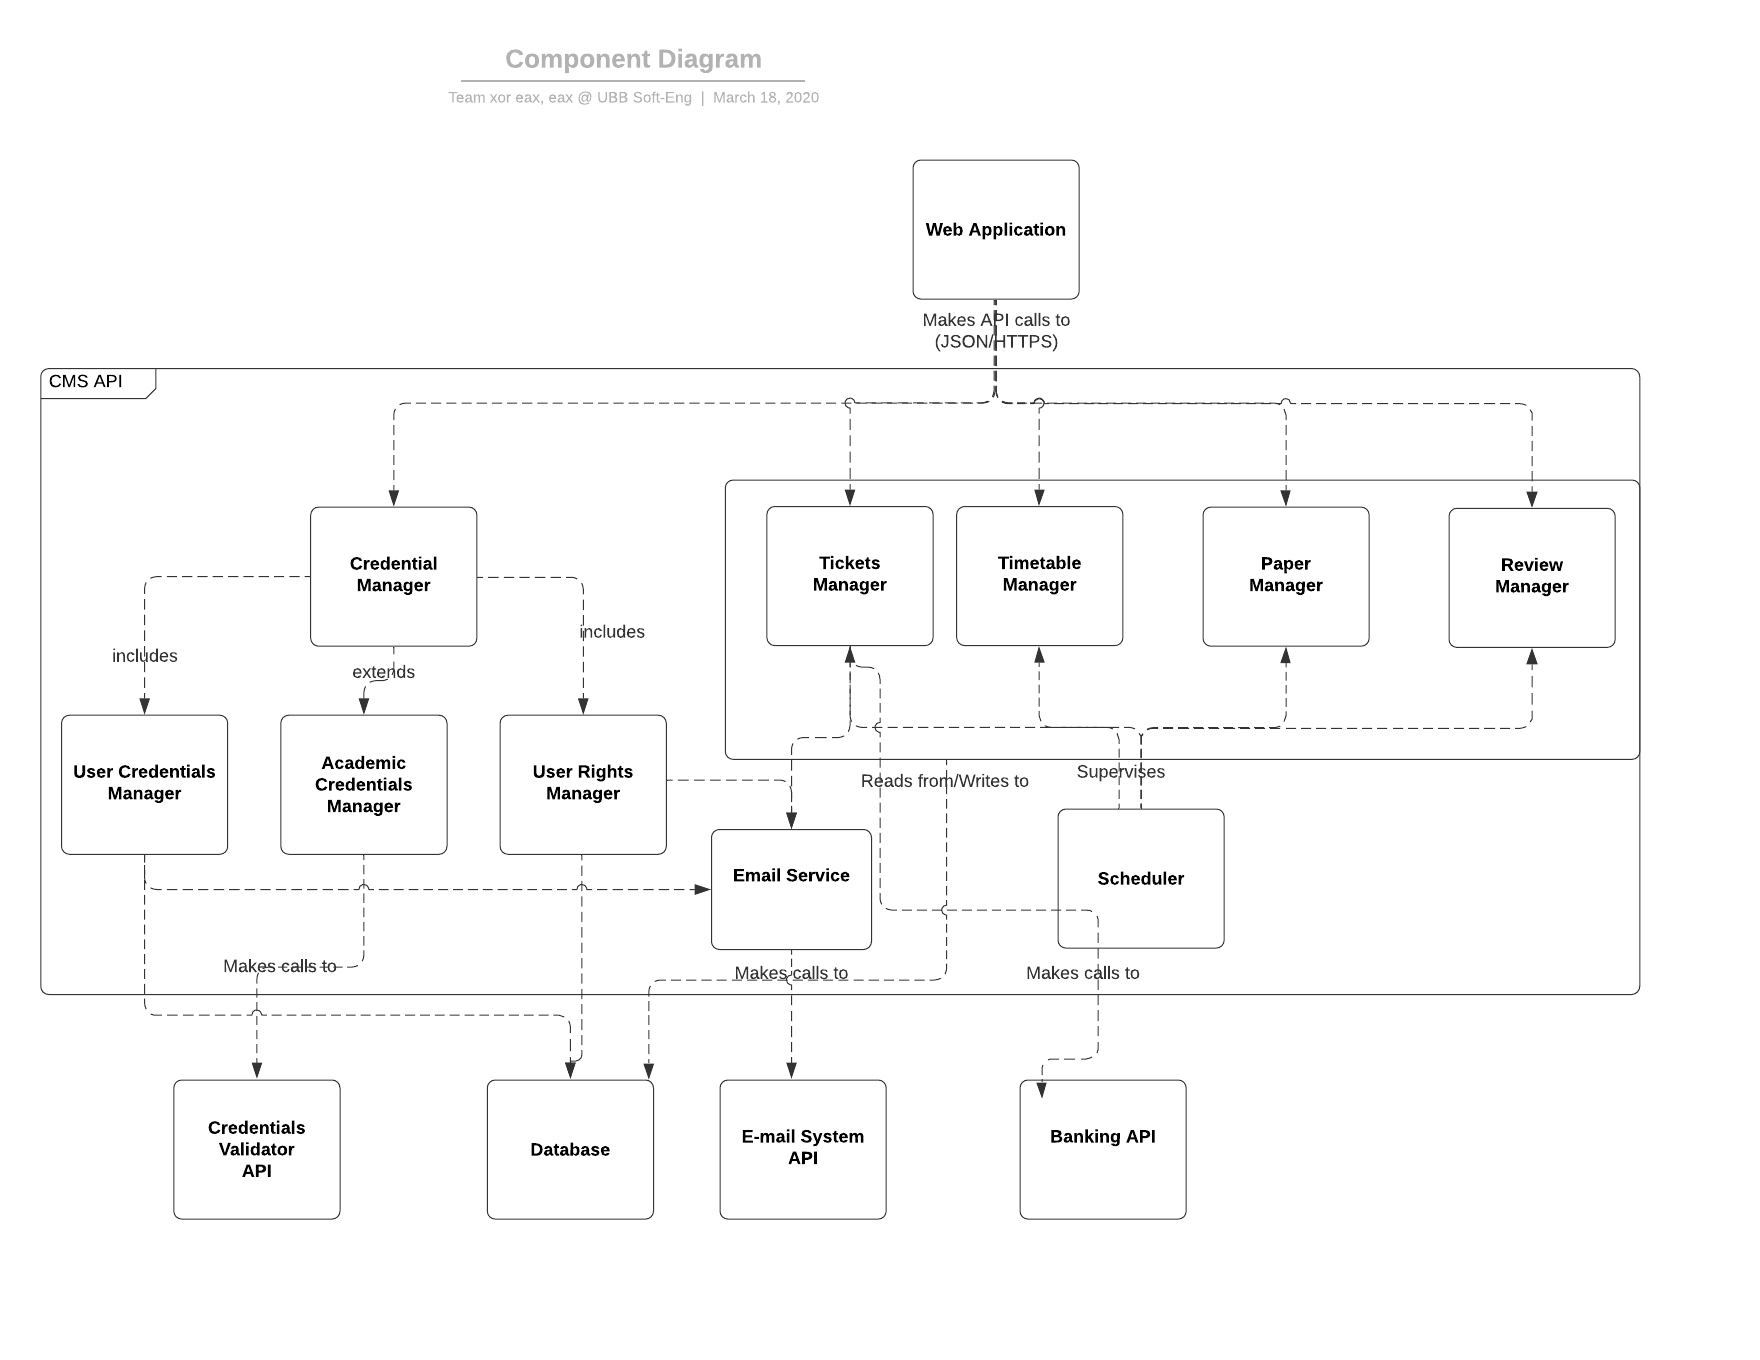 Component Diagram
Team xor eax, eax @ UBB Soft-Eng | March 18, 2020
Web Application
Makes API calls to
(JSON/HTTPS)
CMS API
Credential
Manager
Tickets
Manager
Timetable
Manager
Paper
Manager
Review
Manager
includes
includes
extends
User Credentials
Manager
Academic
Credentials
Manager
User Rights
Manager
Reads from/Writes to
Supervises
Email Service
Scheduler
Makes calls to
Makes calls to
Makes calls to
Credentials
Validator
API
Database
E-mail System
API
Banking API